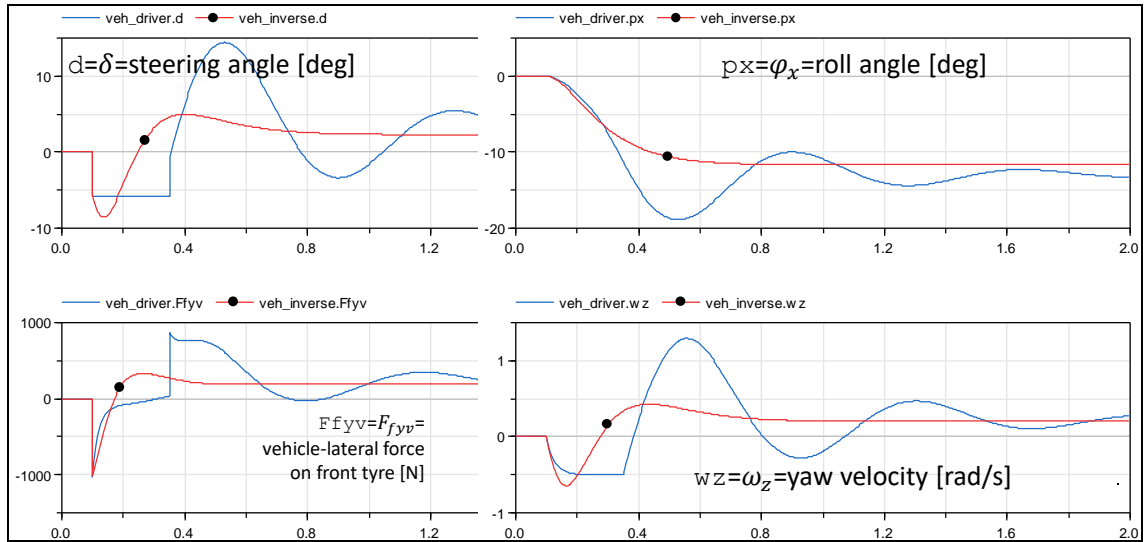 veh_driver.d veh_inverse.d
d=δ=steering angle [deg]
10
0
-10
0.0 0.4 0.8 1.2
veh_driver.px veh_inverse.px
px=φₓ=roll angle [deg]
0
-10
-20
0.0 0.4 0.8 1.2 1.6 2.0
veh_driver.Ffyv veh_inverse.Ffyv
1000
0
-1000
Ffyv=F_fyv=
vehicle-lateral force
on front tyre [N]
0.0 0.4 0.8 1.2
veh_driver.wz veh_inverse.wz
1
0
-1
wz=ω_z=yaw velocity [rad/s]
0.0 0.4 0.8 1.2 1.6 2.0